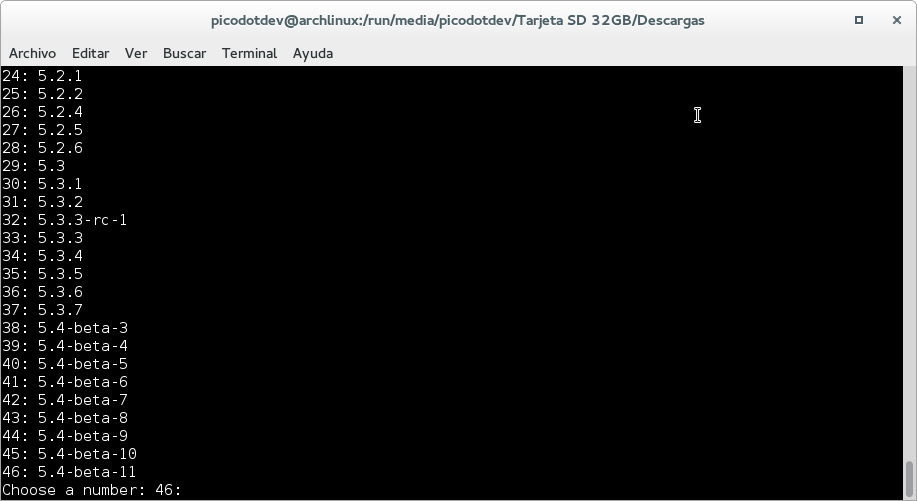 picodotdev@archlinux:/run/media/picodotdev/Tarjeta SD 32GB/Descargas
Archivo Editar Ver Buscar Terminal Ayuda
24: 5.2.1
25: 5.2.2
26: 5.2.4
27: 5.2.5
28: 5.2.6
29: 5.3
30: 5.3.1
31: 5.3.2
32: 5.3.3-rc-1
33: 5.3.3
34: 5.3.4
35: 5.3.5
36: 5.3.6
37: 5.3.7
38: 5.4-beta-3
39: 5.4-beta-4
40: 5.4-beta-5
41: 5.4-beta-6
42: 5.4-beta-7
43: 5.4-beta-8
44: 5.4-beta-9
45: 5.4-beta-10
46: 5.4-beta-11
Choose a number: 46: